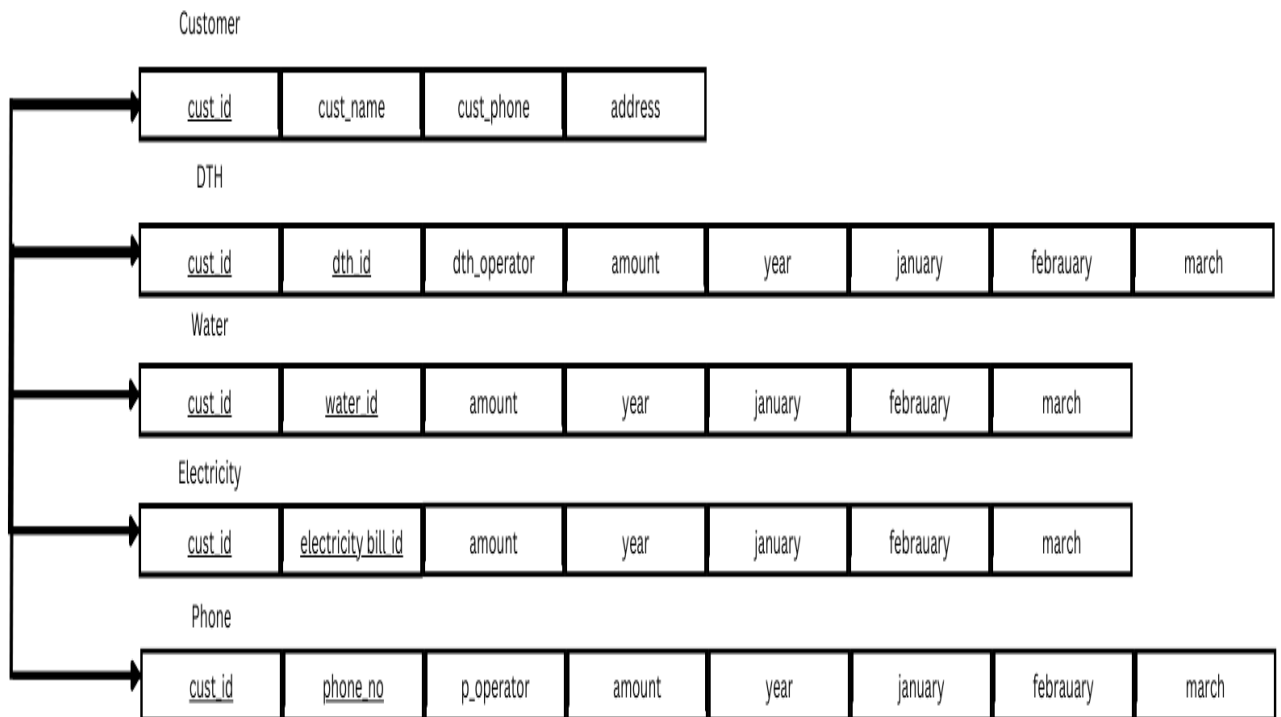 Customer
cust_id cust_name cust_phone address
DTH
cust_id dth_id dth_operator amount year january febrauary march
Water
cust_id water_id amount year january febrauary march
Electricity
cust_id electricity bill_id amount year january febrauary march
Phone
cust_id phone_no p_operator amount year january febrauary march